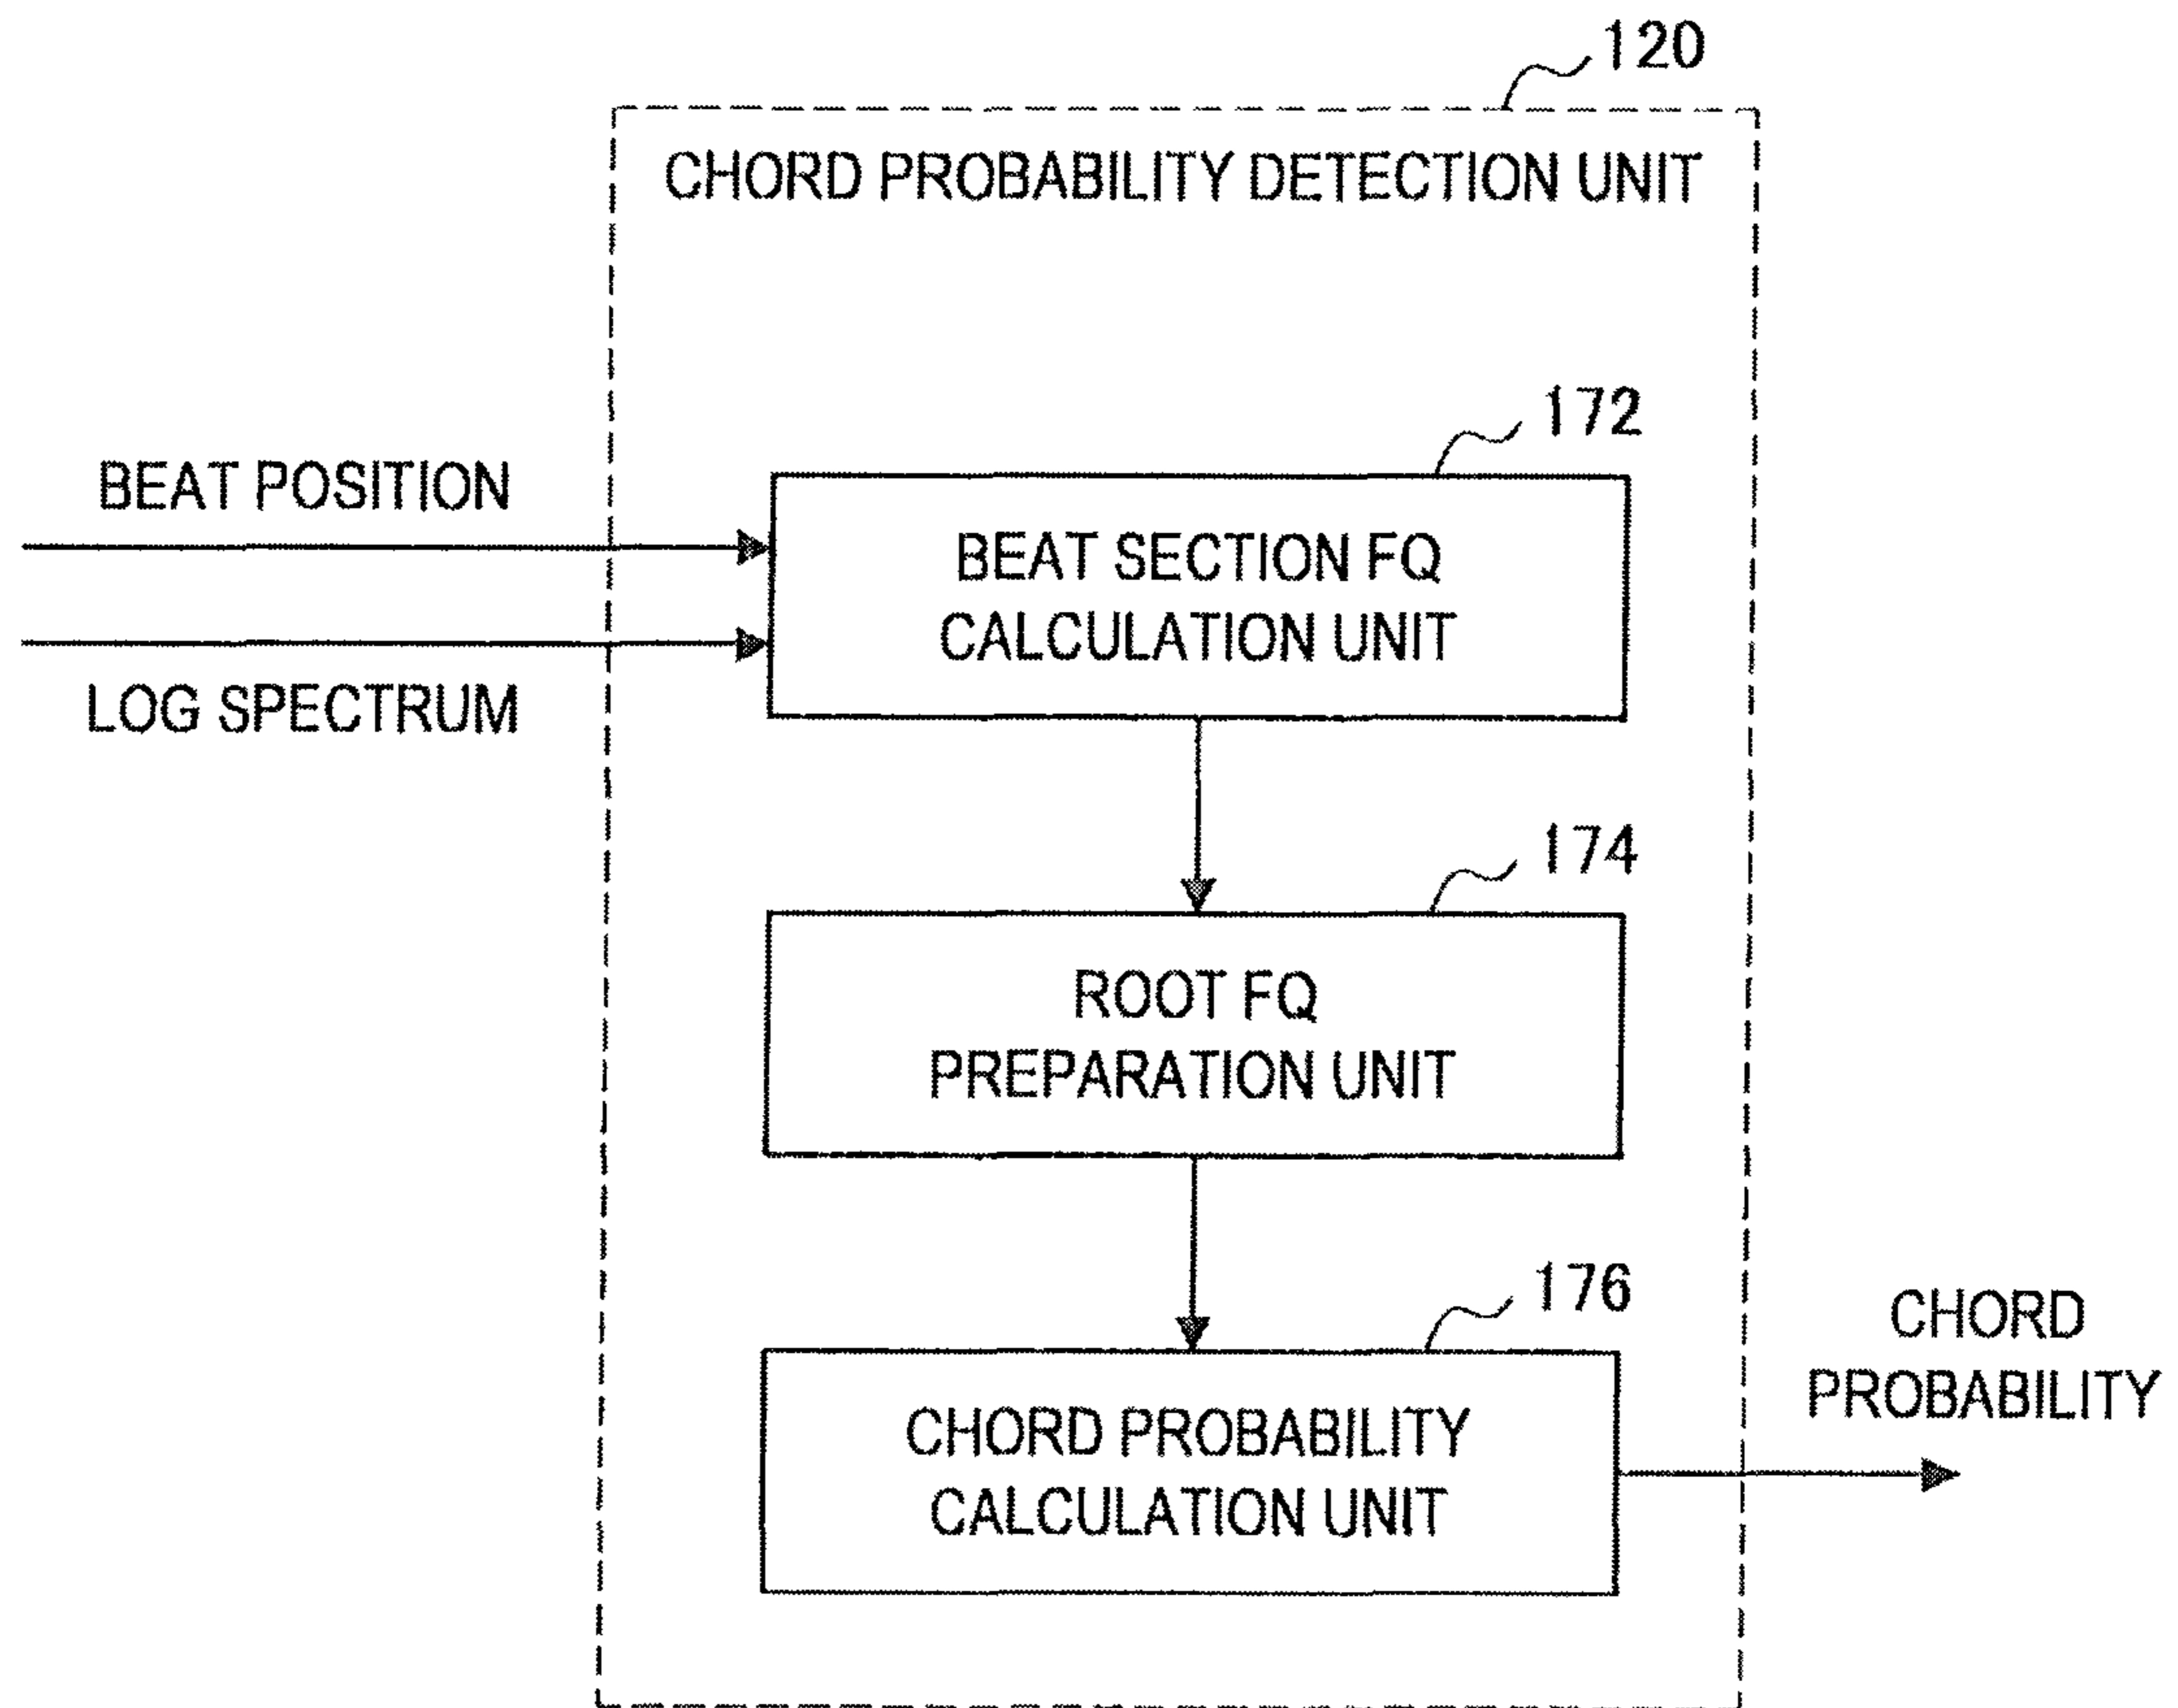 120
CHORD PROBABILITY DETECTION UNIT
172
BEAT POSITION
BEAT SECTION FQ
CALCULATION UNIT
LOG SPECTRUM
174
ROOT FQ
PREPARATION UNIT
176
CHORD
PROBABILITY
CHORD PROBABILITY
CALCULATION UNIT